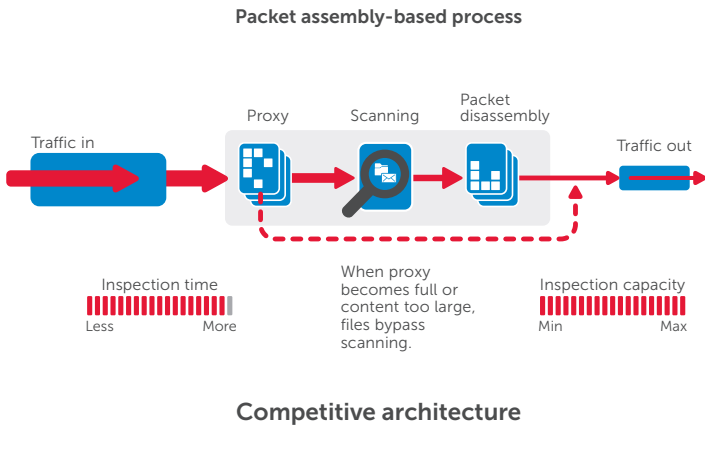 Packet assembly-based process
Proxy
Scanning
Packet
disassembly
Traffic in
Traffic out
Inspection time
Less
More
When proxy
becomes full or
content too large,
files bypass
scanning.
Inspection capacity
Min
Max
Competitive architecture